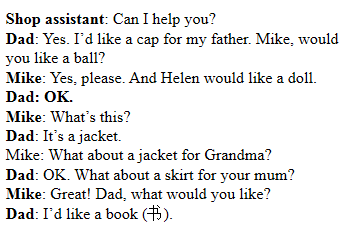 Shop assistant: Can I help you?
Dad: Yes. I'd like a cap for my father. Mike, would
you like a ball?
Mike: Yes, please. And Helen would like a doll.
Dad: OK.
Mike: What's this?
Dad: It's a jacket.
Mike: What about a jacket for Grandma?
Dad: OK. What about a skirt for your mum?
Mike: Great! Dad, what would you like?
Dad: I'd like a book (书).